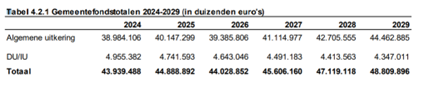 Tabel 4.2.1 Gemeentefondstotalen 2024-2029 (in duizenden euro's)
2024 2025 2026 2027 2028 2029
Algemene uitkering 38.984.106 40.147.299 39.385.806 41.114.977 42.705.555 44.462.885
DU/IU 4.955.382 4.741.593 4.643.046 4.491.183 4.413.563 4.347.011
Totaal 43.939.488 44.888.892 44.028.852 45.606.160 47.119.118 48.809.896